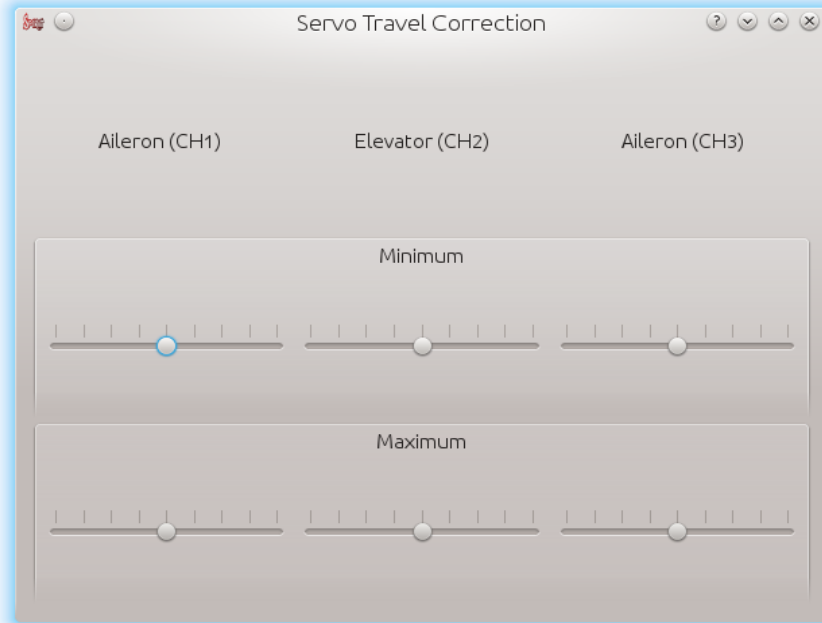 Servo Travel Correction
Aileron (CH1) Elevator (CH2) Aileron (CH3)
Minimum
Maximum